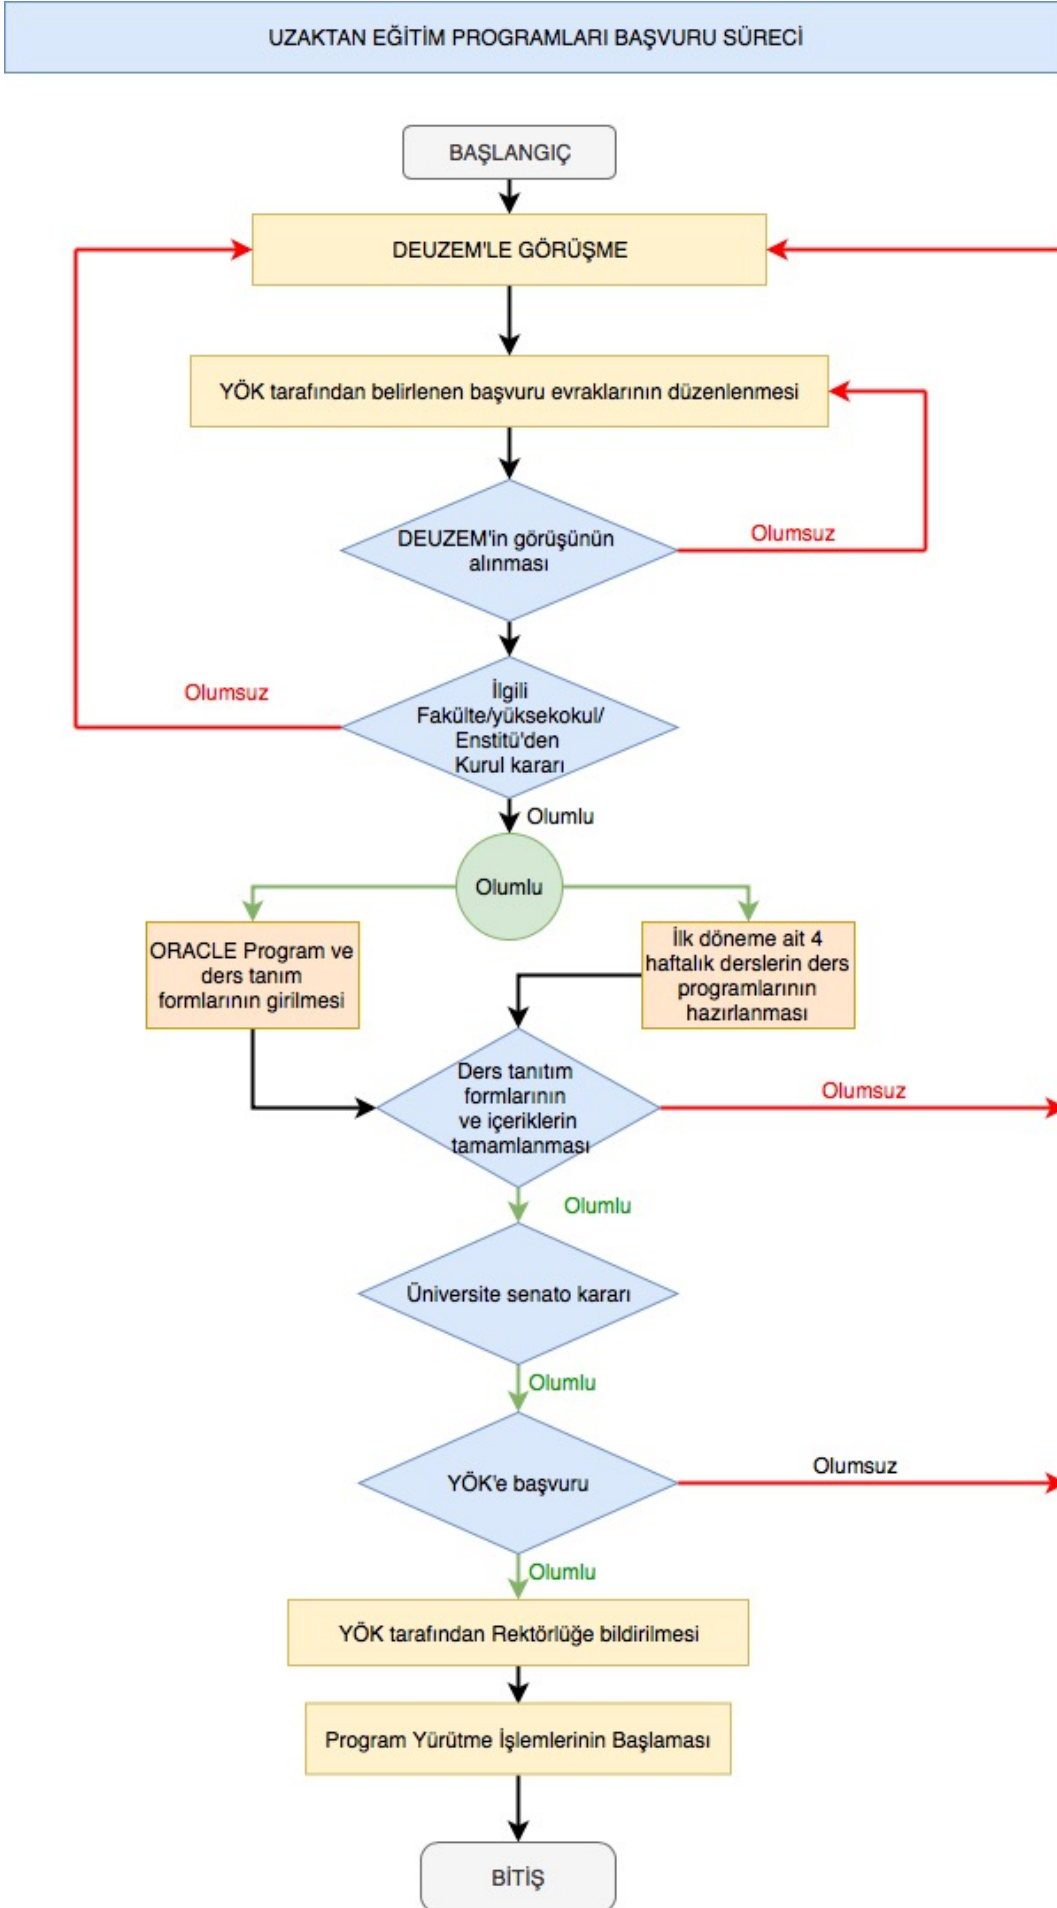 UZAKTAN EĞİTİM PROGRAMLARI BAŞVURU SÜRECİ
BAŞLANGIÇ
DEUZEM'LE GÖRÜŞME
YÖK tarafından belirlenen başvuru evraklarının düzenlenmesi
DEUZEM'in görüşünün
alınması
Olumsuz
Olumsuz
İlgili
Fakülte/yüksekokul/
Enstitü'den
Kurul kararı
Olumlu
Olumlu
ORACLE Program ve
ders tanım
formlarının girilmesi
İlk döneme ait 4
haftalık derslerin ders
programlarının
hazırlanması
Ders tanıtım
formlarının
ve içeriklerin
tamamlanması
Olumsuz
Olumlu
Üniversite senato kararı
Olumlu
YÖK'e başvuru
Olumsuz
Olumlu
YÖK tarafından Rektörlüğe bildirilmesi
Program Yürütme İşlemlerinin Başlaması
BİTİŞ